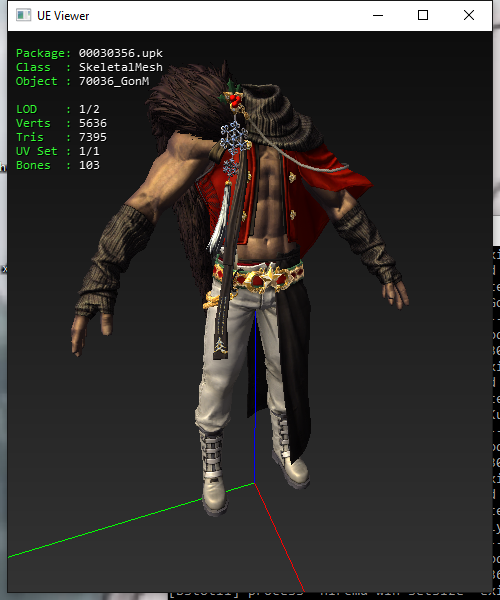 UE Viewer
Package: 00030356.upk
Class : SkeletalMesh
Object : 70036_GonM
LOD : 1/2
Verts : 5636
Tris : 7395
UV Set : 1/1
Bones : 103